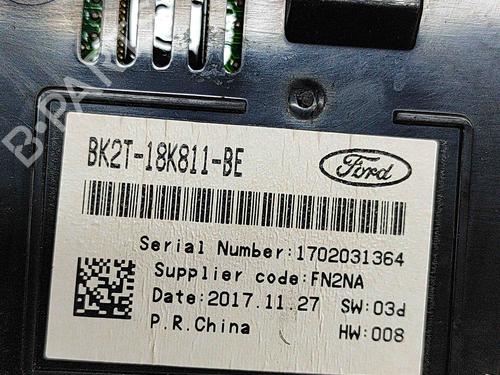 B-PARTS
BK2T-18K811-BE
Ford
Serial Number:1702031364
Supplier code:FN2NA
Date:2017.11.27 SW:03d
P.R.China HW:008